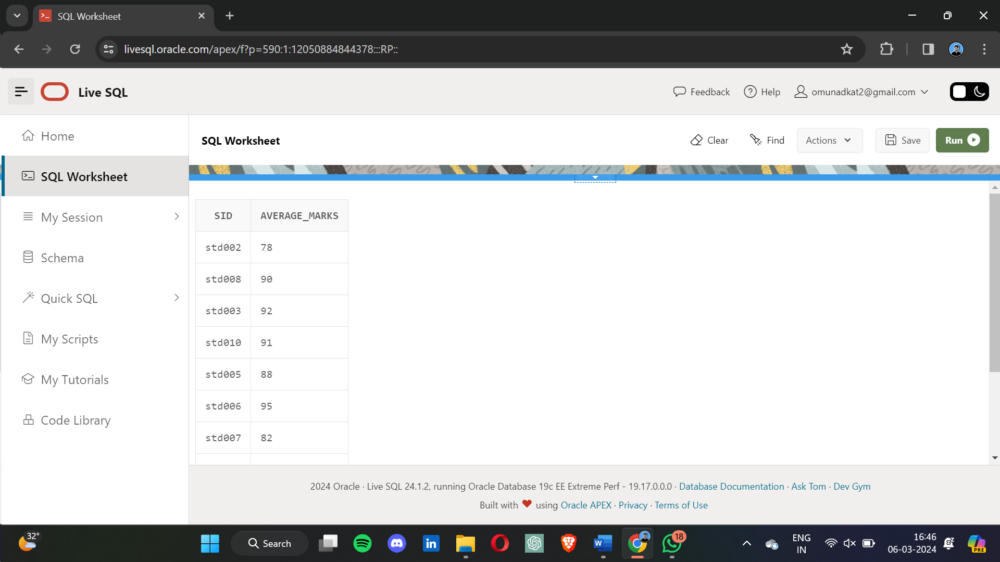 SQL Worksheet
livesql.oracle.com/apex/f?p=590:1:12050884844378:::RP::
Live SQL
Feedback
Help
omunadkat2@gmail.com
Home
SQL Worksheet
My Session
Schema
Quick SQL
My Scripts
My Tutorials
Code Library
SQL Worksheet
Clear
Find
Actions
Save
Run
SID AVERAGE_MARKS
std002 78
std008 90
std003 92
std010 91
std005 88
std006 95
std007 82
2024 Oracle · Live SQL 24.1.2, running Oracle Database 19c EE Extreme Perf - 19.17.0.0.0 · Database Documentation · Ask Tom · Dev Gym
Built with ❤ using Oracle APEX · Privacy · Terms of Use
32°
Search
in
W
18
ENG
IN
16:46
06-03-2024
PRE